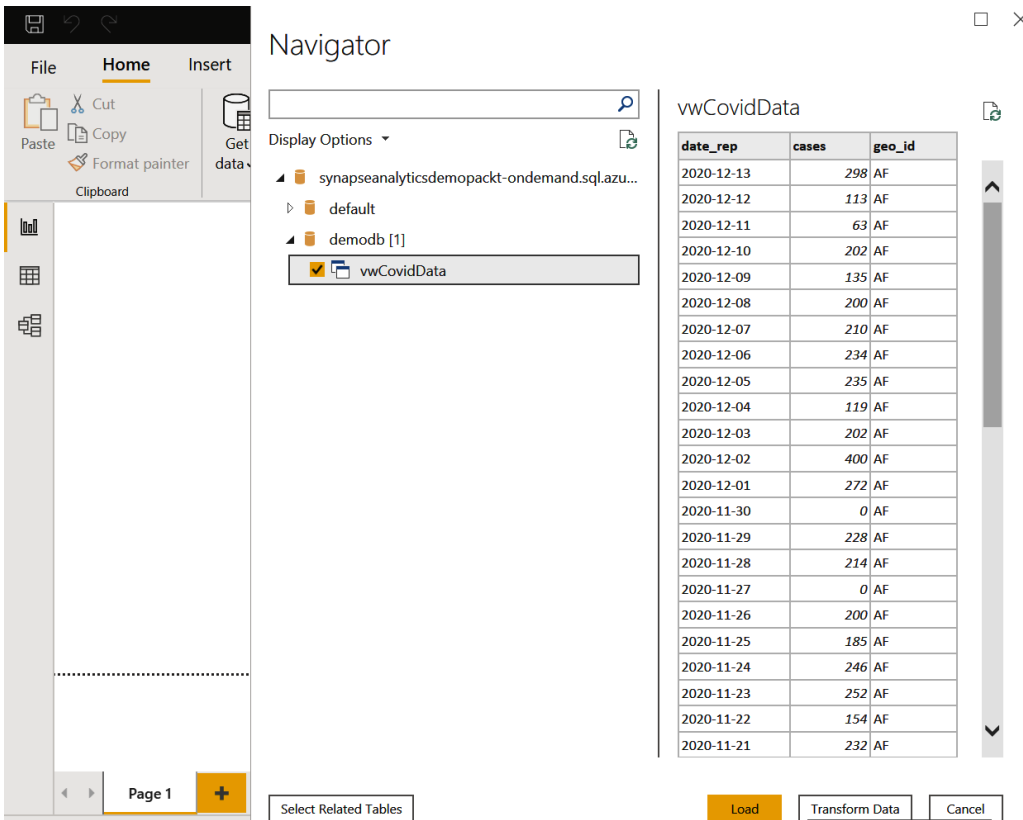 File Home Insert
Paste
Cut
Copy
Format painter
Clipboard
Get
data
Page 1
Navigator
Display Options
synapseanalyticsdemopackt-ondemand.sql.azu...
default
demodb [1]
vwCovidData
Select Related Tables
vwCovidData
date_rep cases geo_id
2020-12-13 298 AF
2020-12-12 113 AF
2020-12-11 63 AF
2020-12-10 202 AF
2020-12-09 135 AF
2020-12-08 200 AF
2020-12-07 210 AF
2020-12-06 234 AF
2020-12-05 235 AF
2020-12-04 119 AF
2020-12-03 202 AF
2020-12-02 400 AF
2020-12-01 272 AF
2020-11-30 0 AF
2020-11-29 228 AF
2020-11-28 214 AF
2020-11-27 0 AF
2020-11-26 200 AF
2020-11-25 185 AF
2020-11-24 246 AF
2020-11-23 252 AF
2020-11-22 154 AF
2020-11-21 232 AF
Load Transform Data Cancel